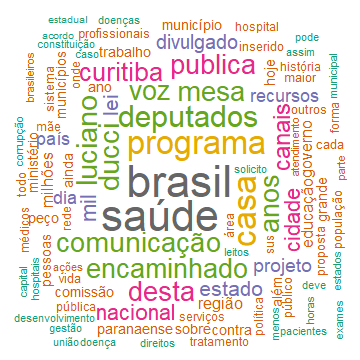 estadual doenças
acordo profissionais município hospital
constituição divulgado inserido pode
caso trabalho assim
brasileiros onde curitiba publica hoje história
sistema municípios ano maior municipal
voz mesa recursos
lei deputados outros
corrupção mãe luciano ducci canais forma
país programa atendimento cada
ministério milhões ainda mil solicito governo
todo dia brasil casa anos educação
peço rede saúde cidade parte
médicos área sus proposta grande população
pessoas comunicação leitos
capital hospitais ações encaminhado projeto estados
vida desta estado além público exames
comissão região política deve
pública nacional menos horas
desenvolvimento serviços
gestão paranaense sobre contra pacientes
união doença direitos tratamento